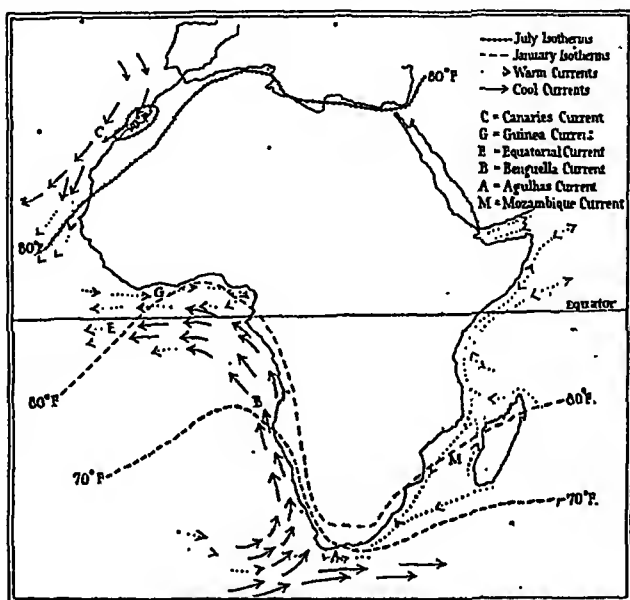 July Isotherms
January Isotherms
Warm Currents
Cool Currents
C = Canaries Current
G = Guinea Current
E = Equatorial Current
B = Benguella Current
A = Agulhas Current
M = Mozambique Current
80°F
C
80°F
G
E
Equator
80°F
B
80°F.
M
70°F.
70°F.
A